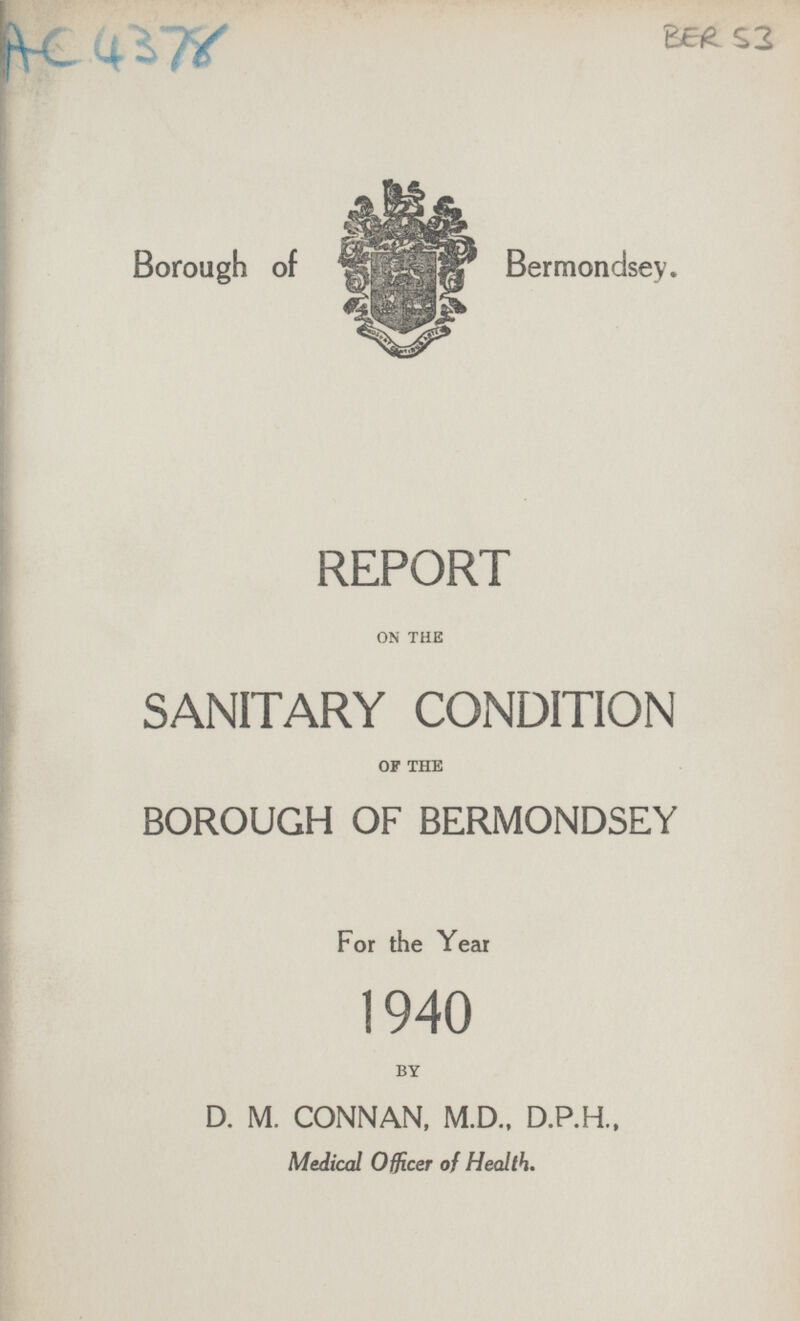 AC 4378
BER 53
Borough of Bermondsey.
REPORT
ON THE
SANITARY CONDITION
OF THE
BOROUGH OF BERMONDSEY
For the Year
1940
BY
D. M. CONNAN, M.D., D.P.H.,
Medical Officer of Health.